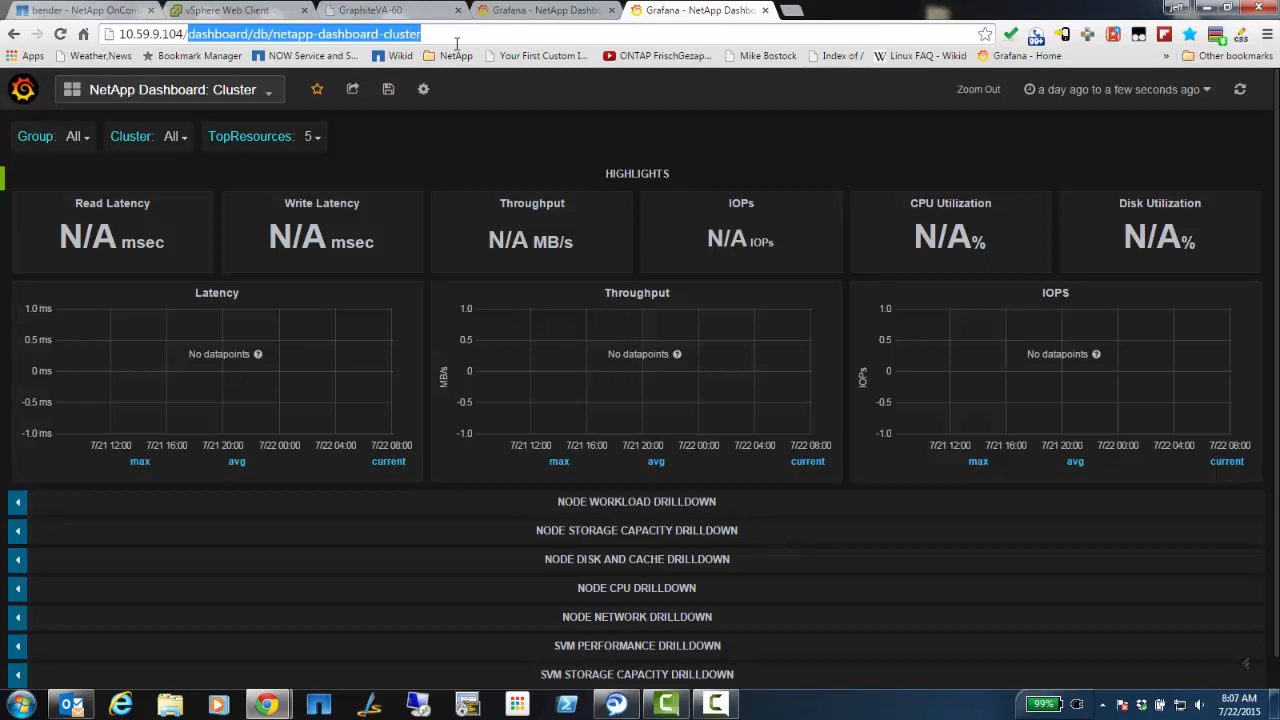 bender - NetApp OnCom
vSphere Web Client
GraphiteVA-60
Grafana - NetApp Dashbo
Grafana - NetApp Dashbo
jeff
10.59.9.104/dashboard/db/netapp-dashboard-cluster
99+
css
Apps
Weather,News
Bookmark Manager
NOW Service and S
Wikid
NetApp
Your First Custom I
ONTAP FrischGezap
Mike Bostock
Index of /
Linux FAQ - Wikid
Grafana - Home
»
Other bookmarks
NetApp Dashboard: Cluster
Zoom Out
a day ago to a few seconds ago
Group: All
Cluster: All
TopResources: 5
HIGHLIGHTS
Read Latency
Write Latency
Throughput
IOPs
CPU Utilization
Disk Utilization
N/A msec
N/A msec
N/A MB/s
N/A IOPs
N/A%
N/A%
Latency
1.0 ms
0.5 ms
0 ms
-0.5 ms
-1.0 ms
No datapoints
7/21 12:00 7/21 16:00 7/21 20:00 7/22 00:00 7/22 04:00 7/22 08:00
max avg current
Throughput
MB/s
1.0
0.5
0
-0.5
-1.0
No datapoints
7/21 12:00 7/21 16:00 7/21 20:00 7/22 00:00 7/22 04:00 7/22 08:00
max avg current
IOPS
IOPs
1.0
0.5
0
-0.5
-1.0
No datapoints
7/21 12:00 7/21 16:00 7/21 20:00 7/22 00:00 7/22 04:00 7/22 08:00
max avg current
NODE WORKLOAD DRILLDOWN
NODE STORAGE CAPACITY DRILLDOWN
NODE DISK AND CACHE DRILLDOWN
NODE CPU DRILLDOWN
NODE NETWORK DRILLDOWN
SVM PERFORMANCE DRILLDOWN
SVM STORAGE CAPACITY DRILLDOWN
99%
8:07 AM
7/22/2015